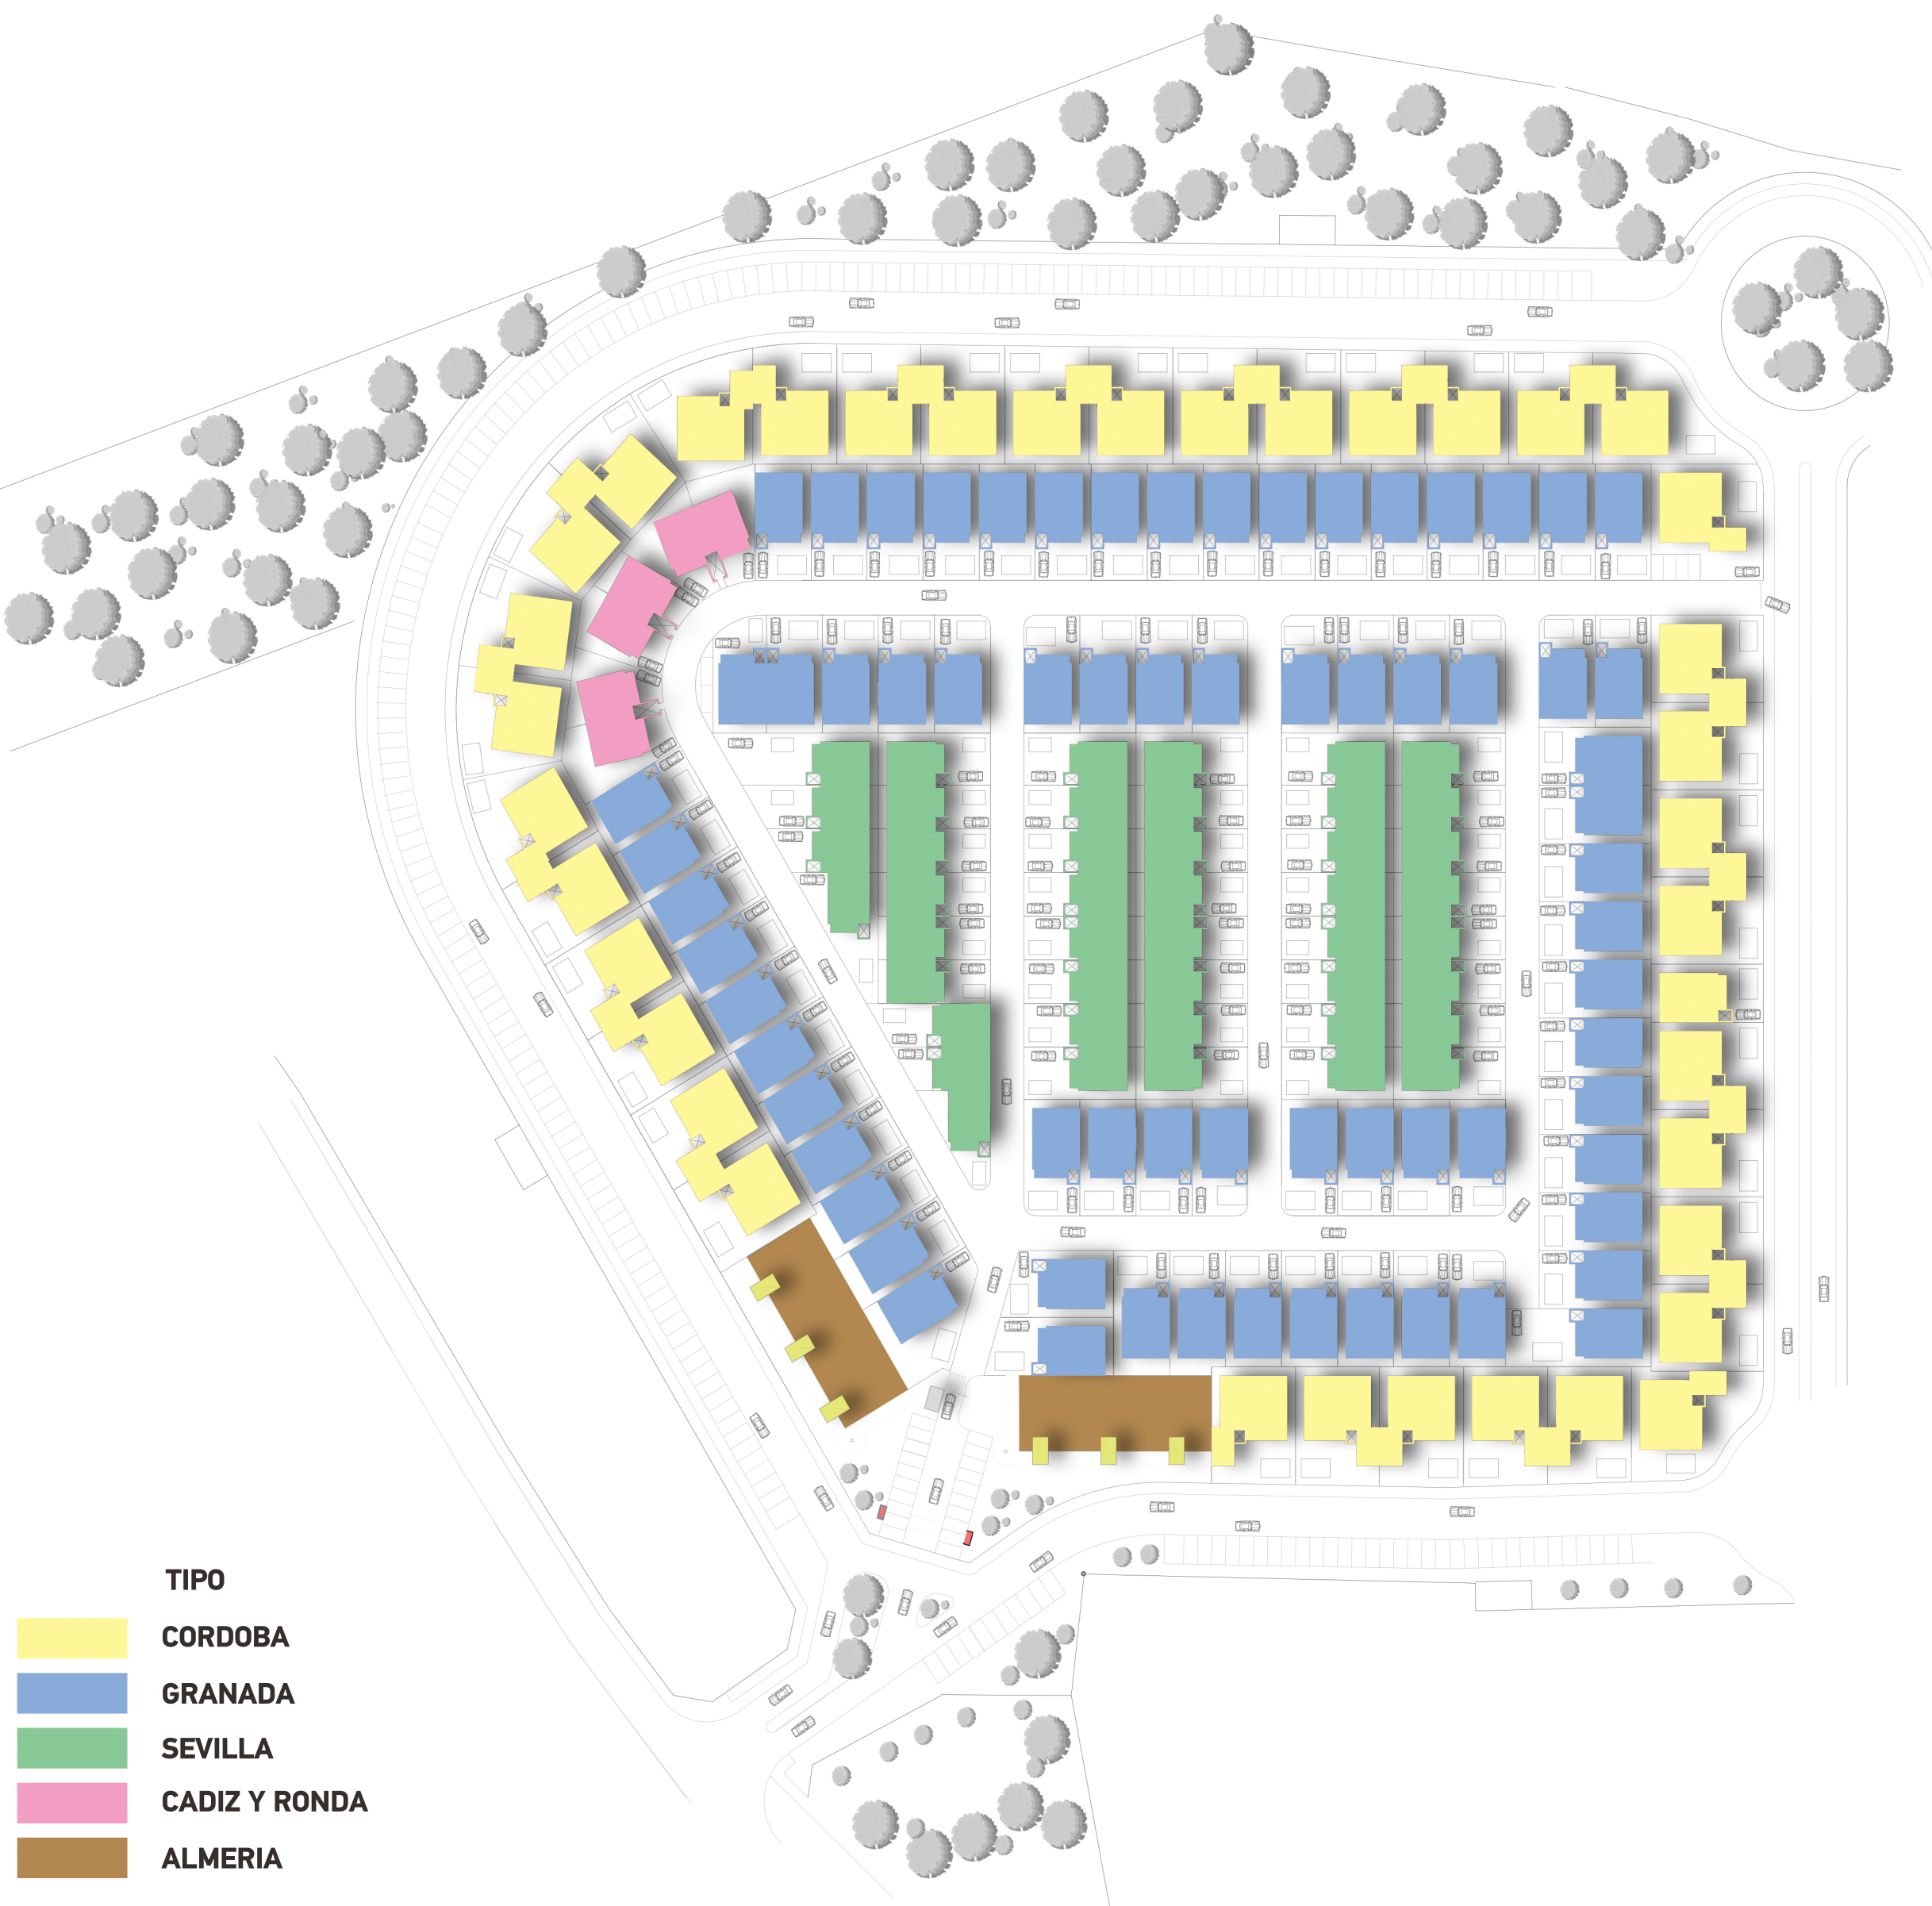 TIPO
CORDOBA
GRANADA
SEVILLA
CADIZ Y RONDA
ALMERIA